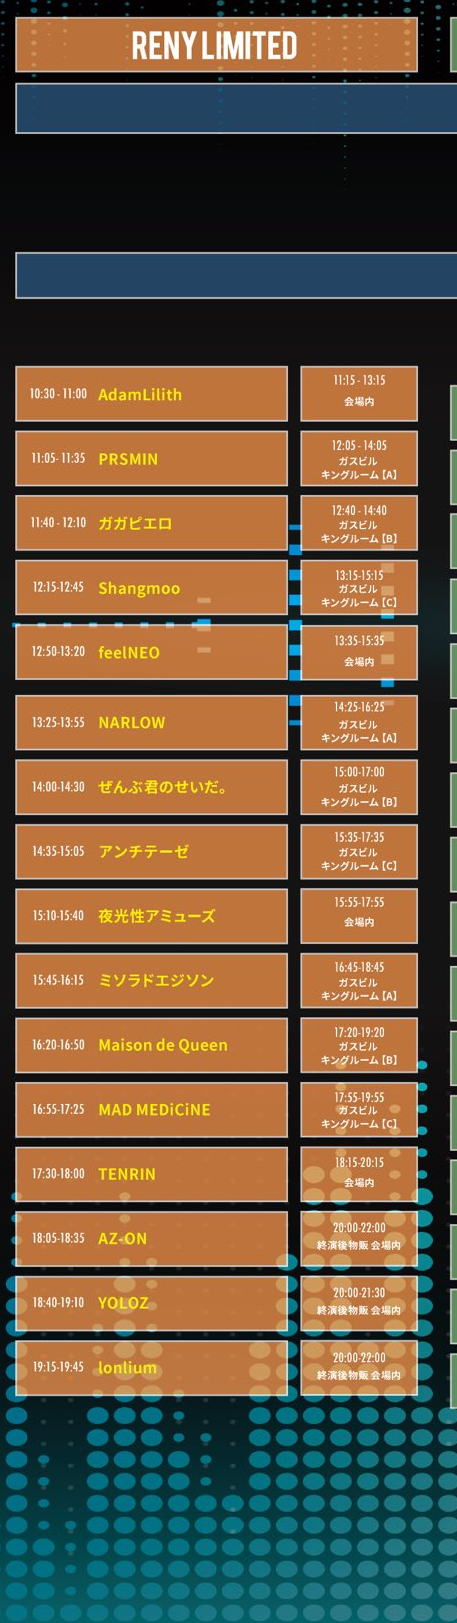 RENY LIMITED
10:30 - 11:00 AdamLilith
11:15 - 13:15
会場内
11:05- 11:35 PRSMIN
12:05 - 14:05
ガスビル
キングルーム【A】
11:40 - 12:10 ガガピエロ
12:40 - 14:40
ガスビル
キングルーム【B】
12:15-12:45 Shangmoo
13:15-15:15
ガスビル
キングルーム【C】
12:50-13:20 feelNEO
13:35-15:35
会場内
13:25-13:55 NARLOW
14:25-16:25
ガスビル
キングルーム【A】
14:00-14:30 ぜんぶ君のせいだ。
15:00-17:00
ガスビル
キングルーム【B】
14:35-15:05 アンチテーゼ
15:35-17:35
ガスビル
キングルーム【C】
15:10-15:40 夜光性アミューズ
15:55-17:55
会場内
15:45-16:15 ミソラドエジソン
16:45-18:45
ガスビル
キングルーム【A】
16:20-16:50 Maison de Queen
17:20-19:20
ガスビル
キングルーム【B】
16:55-17:25 MAD MEDiCiNE
17:55-19:55
ガスビル
キングルーム【C】
17:30-18:00 TENRIN
18:15-20:15
会場内
18:05-18:35 AZ-ON
20:00-22:00
終演後物販 会場内
18:40-19:10 YOLOZ
20:00-21:30
終演後物販 会場内
19:15-19:45 lonlium
20:00-22:00
終演後物販 会場内